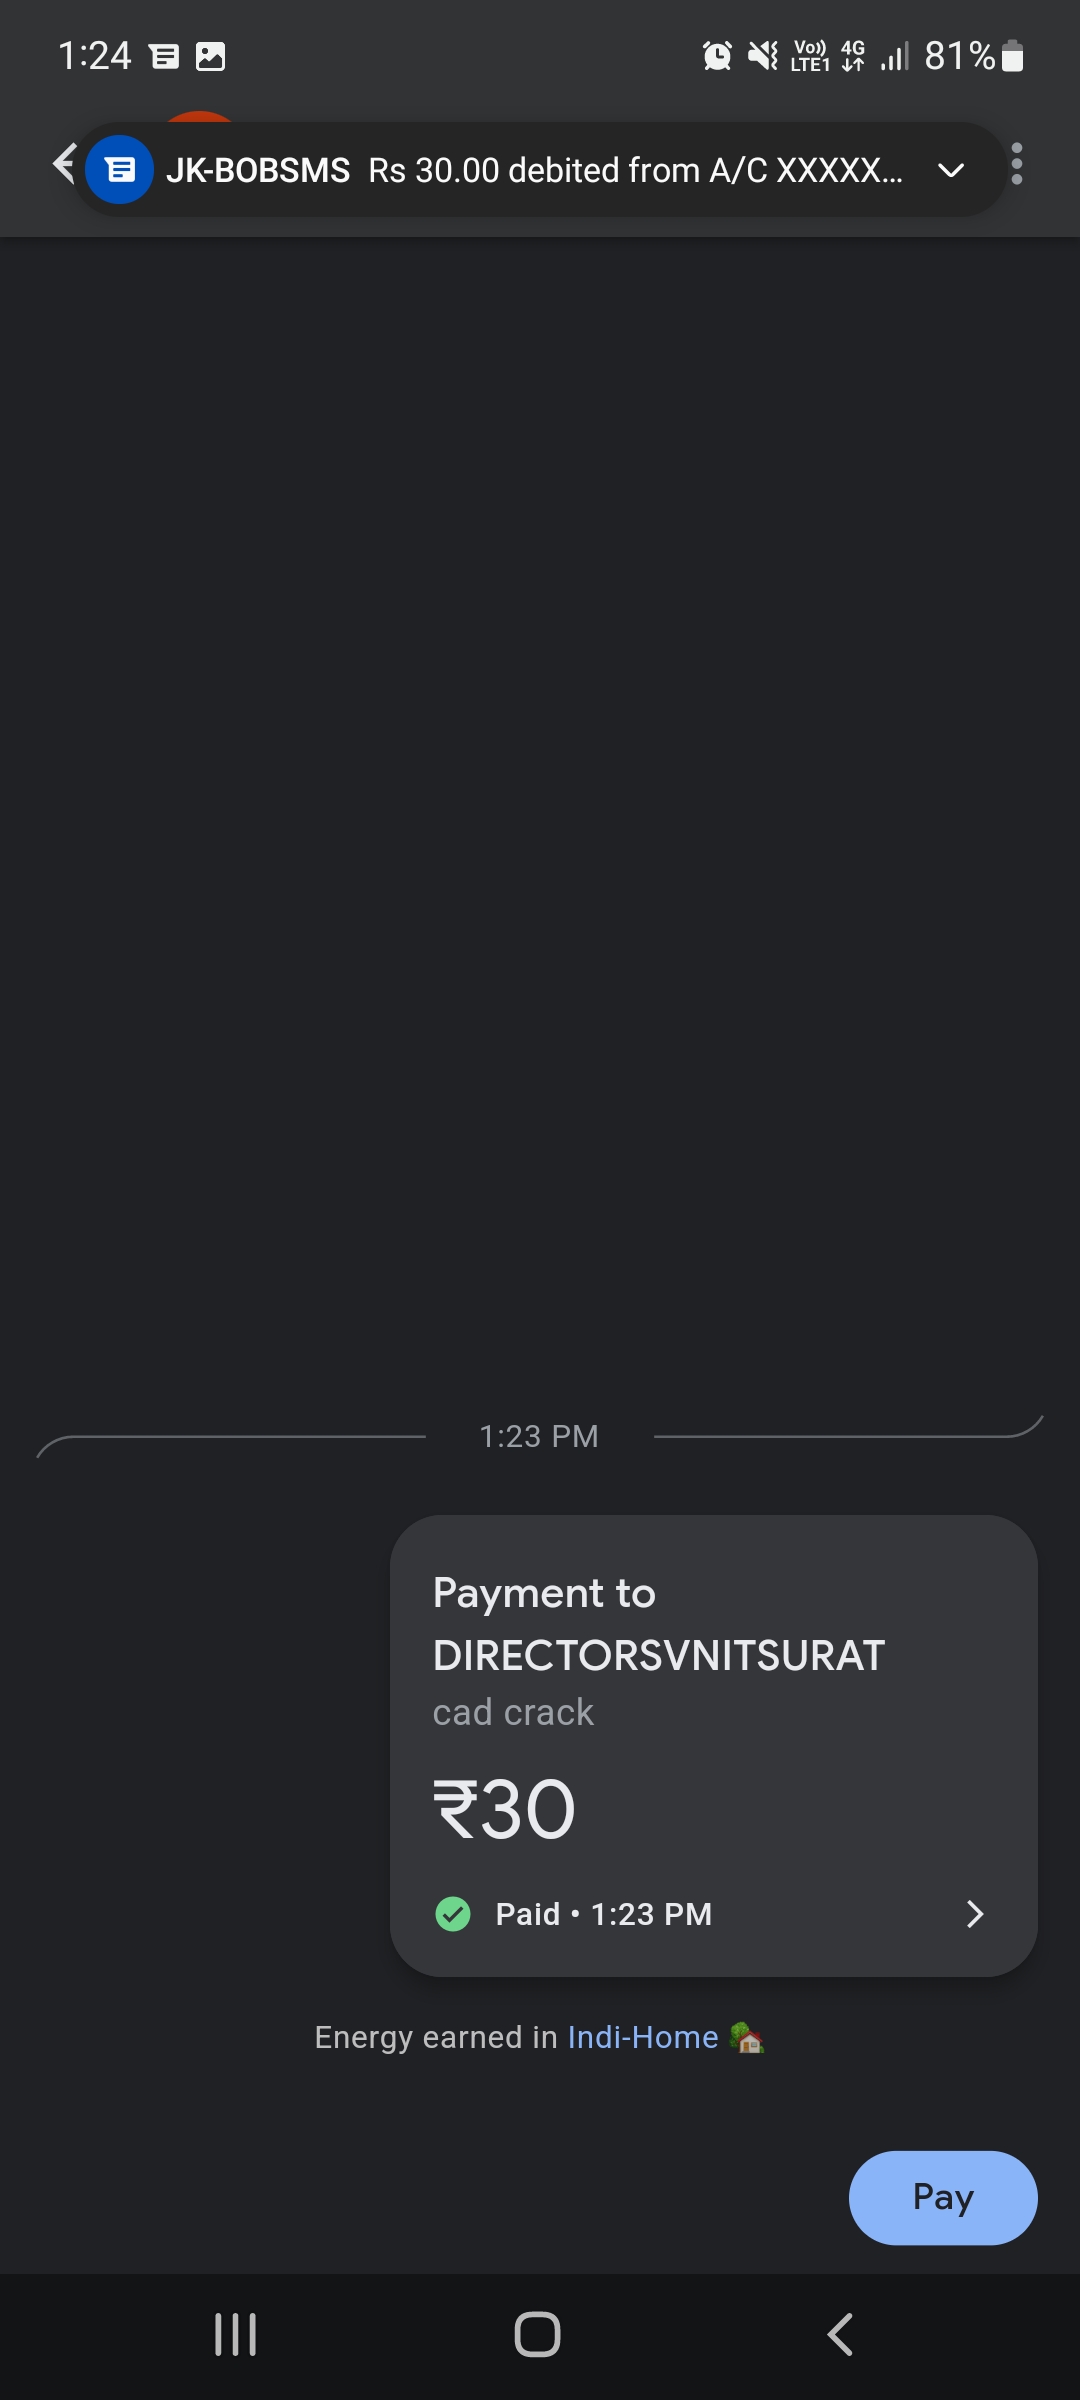 1:24
Vo)) LTE1 4G 81%
JK-BOBSMS Rs 30.00 debited from A/C XXXXX...
1:23 PM
Payment to
DIRECTORSVNITSURAT
cad crack
₹30
Paid • 1:23 PM
Energy earned in Indi-Home
Pay